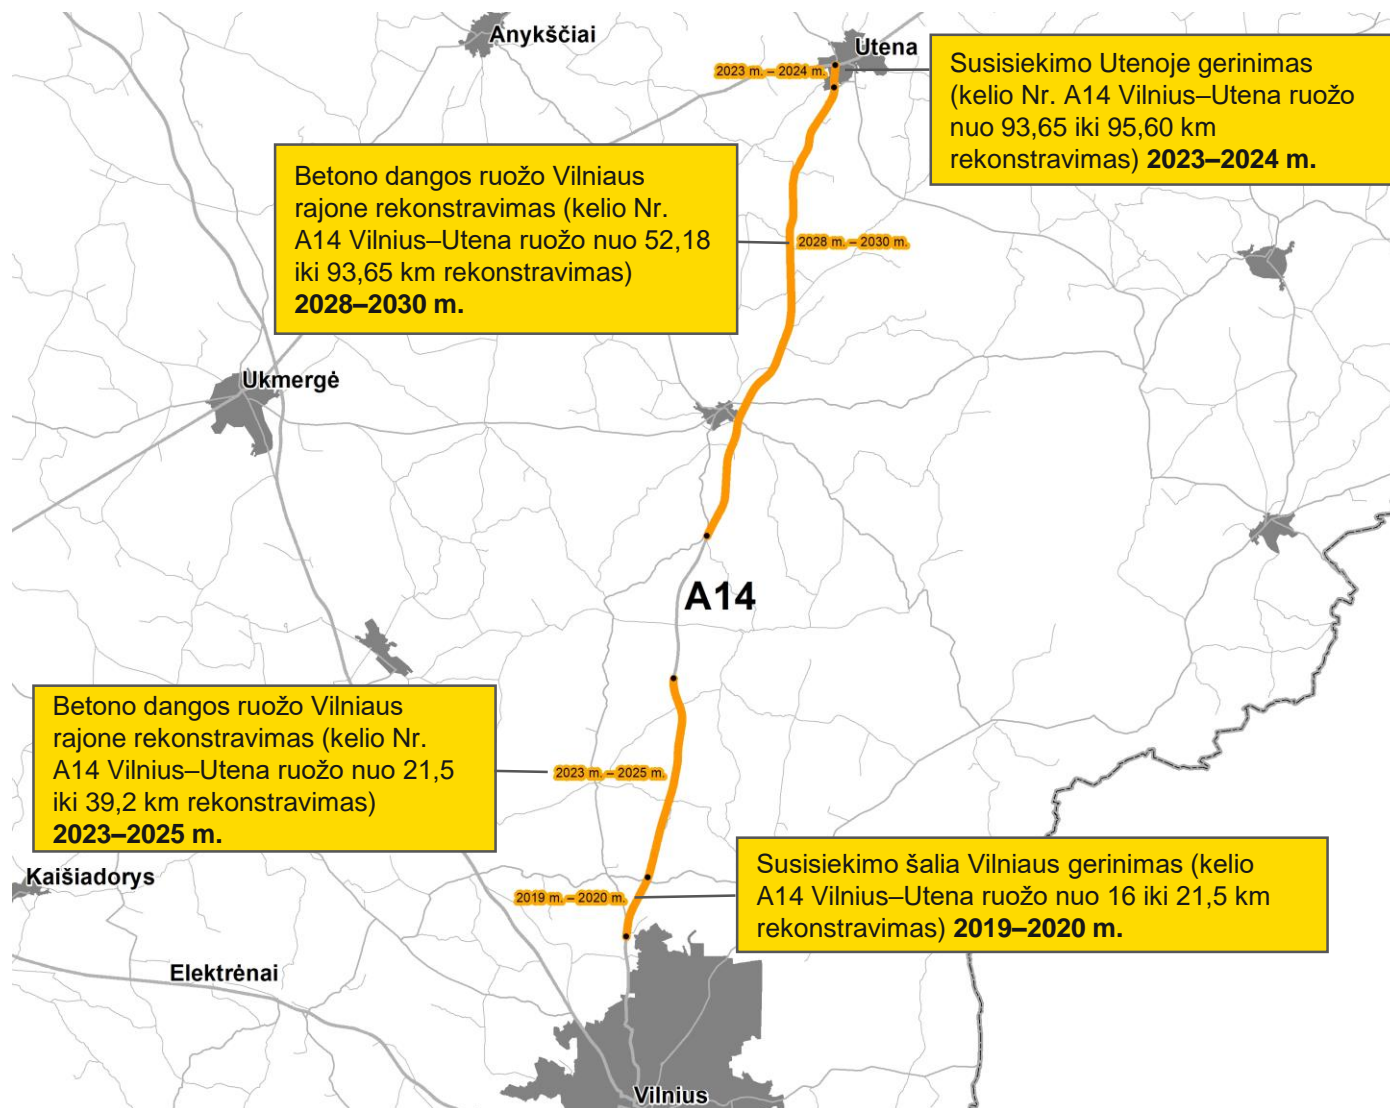 Anykščiai
Utena
2023 m. – 2024 m.
Susisiekimo Utenoje gerinimas
(kelio Nr. A14 Vilnius–Utena ruožo
nuo 93,65 iki 95,60 km
rekonstravimas) 2023–2024 m.
Betono dangos ruožo Vilniaus
rajone rekonstravimas (kelio Nr.
A14 Vilnius–Utena ruožo nuo 52,18
iki 93,65 km rekonstravimas)
2028–2030 m.
2028 m. – 2030 m.
Ukmergė
A14
Betono dangos ruožo Vilniaus
rajone rekonstravimas (kelio Nr.
A14 Vilnius–Utena ruožo nuo 21,5
iki 39,2 km rekonstravimas)
2023–2025 m.
2023 m. – 2025 m.
Kaišiadorys
2019 m. – 2020 m.
Susisiekimo šalia Vilniaus gerinimas (kelio
A14 Vilnius–Utena ruožo nuo 16 iki 21,5 km
rekonstravimas) 2019–2020 m.
Elektrėnai
Vilnius